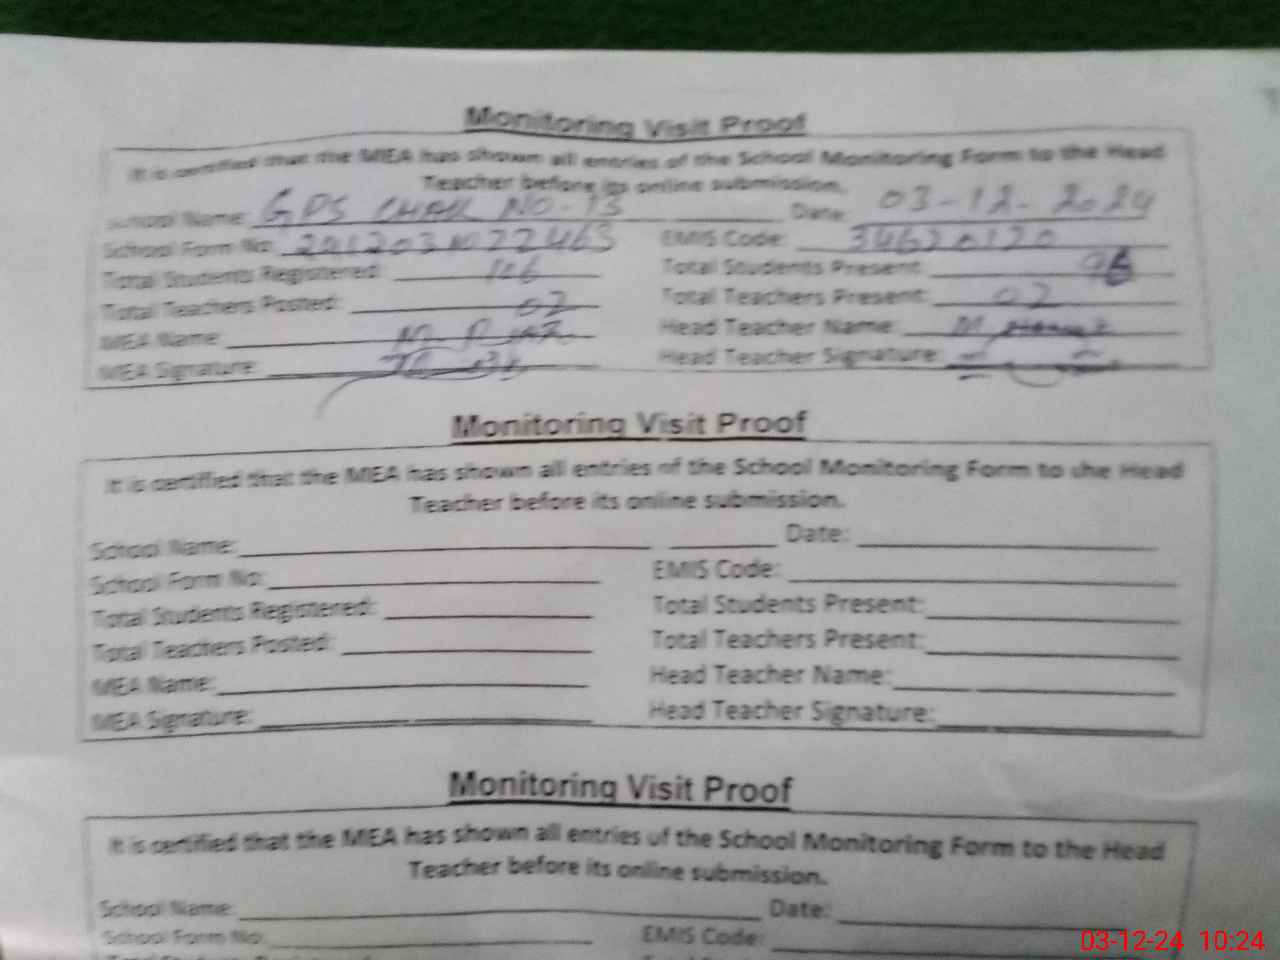 Monitoring Visit Proof
It is certified that the MEA has shown all entries of the School Monitoring Form to the Head
Teacher before its online submission.
School Name: GPS CHAK NO-13 Date: 03-12-2024
School Form No: EMIS Code: 34620120
Total Students Registered: 106 Total Students Present: 96
Total Teachers Posted: 02 Total Teachers Present: 02
MEA Name: M. RIAZ Head Teacher Name: M
MEA Signature: Head Teacher Signature:
Monitoring Visit Proof
It is certified that the MEA has shown all entries of the School Monitoring Form to the Head
Teacher before its online submission.
School Name: Date:
School Form No: EMIS Code:
Total Students Registered: Total Students Present:
Total Teachers Posted: Total Teachers Present:
MEA Name: Head Teacher Name:
MEA Signature: Head Teacher Signature:
Monitoring Visit Proof
It is certified that the MEA has shown all entries of the School Monitoring Form to the Head
Teacher before its online submission.
School Name: Date:
School Form No: EMIS Code:
03-12-24 10:24